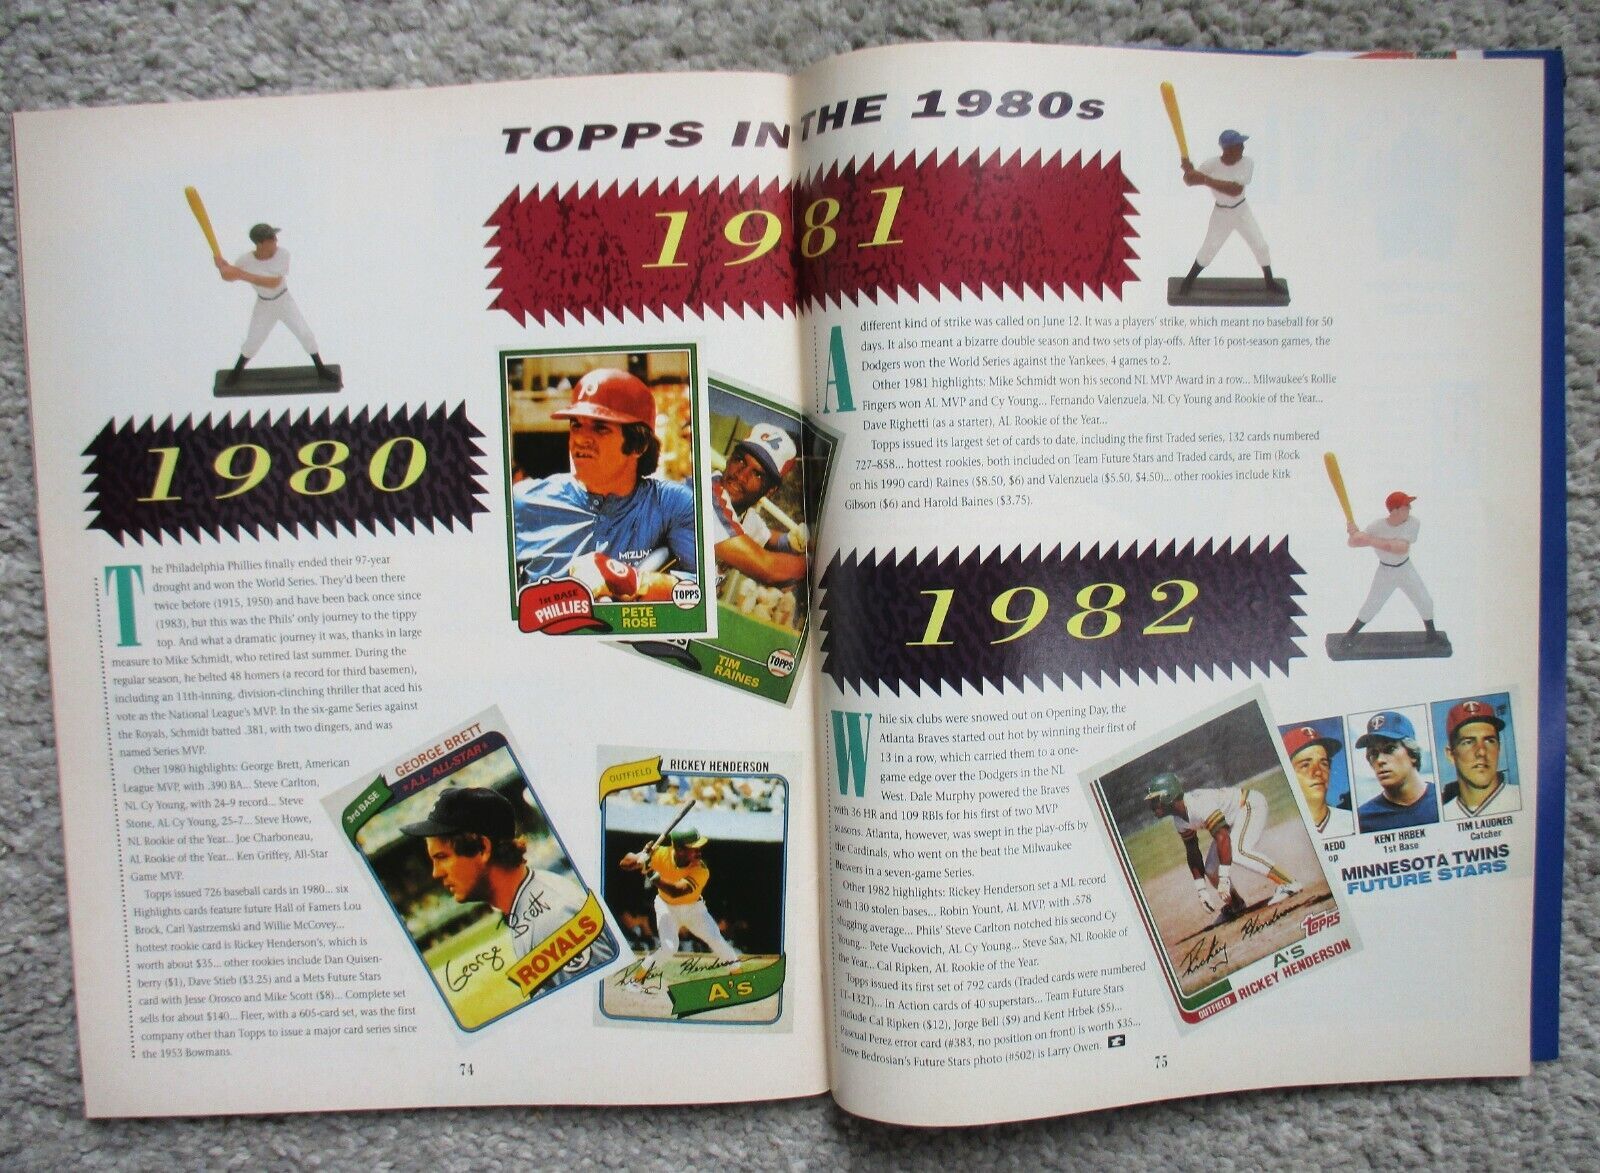 TOPPS IN THE 1980s
1980
The Philadelphia Phillies finally ended their 97-year
drought and won the World Series. They'd been there
twice before (1915, 1950) and have been back once since
(1983), but this was the Phils' only journey to the tippy
top. And what a dramatic journey it was, thanks in large
measure to Mike Schmidt, who retired last summer. During the
regular season, he belted 48 homers (a record for third basemen),
including an 11th-inning, division-clinching thriller that aced his
vote as the National League's MVP. In the six-game Series against
the Royals, Schmidt batted .381, with two dingers, and was
named Series MVP.
Other 1980 highlights: George Brett, American
League MVP, with .390 BA... Steve Carlton,
NL Cy Young, with 24–9 record... Steve
Stone, AL Cy Young, 25–7... Steve Howe,
NL Rookie of the Year... Joe Charboneau,
AL Rookie of the Year... Ken Griffey, All-Star
Game MVP.
Topps issued 726 baseball cards in 1980... six
Highlights cards feature future Hall of Famers Lou
Brock, Carl Yastrzemski and Willie McCovey...
hottest rookie card is Rickey Henderson's, which is
worth about $35... other rookies include Dan Quisen-
berry ($1), Dave Stieb ($3.25) and a Mets Future Stars
card with Jesse Orosco and Mike Scott ($8)... Complete set
sells for about $140... Fleer, with a 605-card set, was the first
company other than Topps to issue a major card series since
the 1953 Bowmans.
MIZUN
1st BASE
PHILLIES
PETE
ROSE
TOPPS
TIM
RAINES
TOPPS
GEORGE BRETT
3rd BASE
*A.L. ALL-STAR*
George Brett
ROYALS
OUTFIELD
RICKEY HENDERSON
Rickey Henderson
A's
74
1981
A different kind of strike was called on June 12. It was a players' strike, which meant no baseball for 50
days. It also meant a bizarre double season and two sets of play-offs. After 16 post-season games, the
Dodgers won the World Series against the Yankees, 4 games to 2.
Other 1981 highlights: Mike Schmidt won his second NL MVP Award in a row... Milwaukee's Rollie
Fingers won AL MVP and Cy Young... Fernando Valenzuela, NL Cy Young and Rookie of the Year...
Dave Righetti (as a starter), AL Rookie of the Year...
Topps issued its largest set of cards to date, including the first Traded series, 132 cards numbered
727–858... hottest rookies, both included on Team Future Stars and Traded cards, are Tim (Rock
on his 1990 card) Raines ($8.50, $6) and Valenzuela ($5.50, $4.50)... other rookies include Kirk
Gibson ($6) and Harold Baines ($3.75).
1982
While six clubs were snowed out on Opening Day, the
Atlanta Braves started out hot by winning their first of
13 in a row, which carried them to a one-
game edge over the Dodgers in the NL
West. Dale Murphy powered the Braves
with 36 HR and 109 RBIs for his first of two MVP
seasons. Atlanta, however, was swept in the play-offs by
the Cardinals, who went on the beat the Milwaukee
Brewers in a seven-game Series.
Other 1982 highlights: Rickey Henderson set a ML record
with 130 stolen bases... Robin Yount, AL MVP, with .578
slugging average... Phils' Steve Carlton notched his second Cy
Young... Pete Vuckovich, AL Cy Young... Steve Sax, NL Rookie of
the Year... Cal Ripken, AL Rookie of the Year.
Topps issued its first set of 792 cards (Traded cards were numbered
1T-132T)... In Action cards of 40 superstars... Team Future Stars
include Cal Ripken ($12), Jorge Bell ($9) and Kent Hrbek ($5)...
Pascual Perez error card (#383, no position on front) is worth $35...
Steve Bedrosian's Future Stars photo (#502) is Larry Owen.
Rickey Henderson
TOPPS
A's
OUTFIELD
RICKEY HENDERSON
AEDO
op
KENT HRBEK
1st Base
TIM LAUDNER
Catcher
MINNESOTA TWINS
FUTURE STARS
75